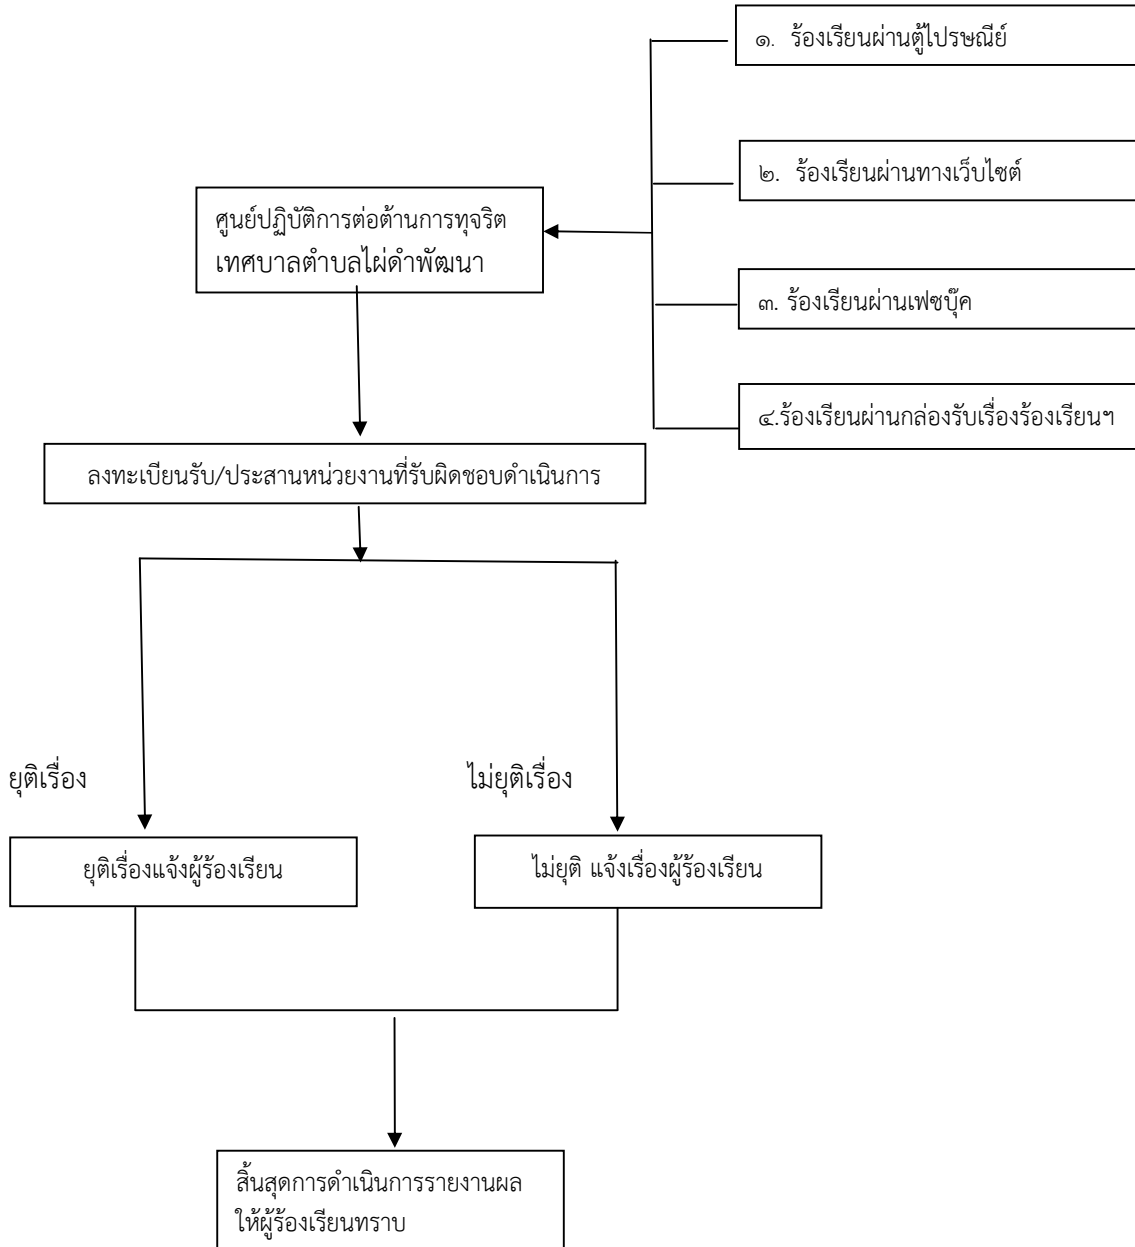 ๑. ร้องเรียนผ่านตู้ไปรษณีย์
๒. ร้องเรียนผ่านทางเว็บไซต์
ศูนย์ปฏิบัติการต่อต้านการทุจริต
เทศบาลตำบลไผ่ดำพัฒนา
๓. ร้องเรียนผ่านเฟซบุ๊ค
๔.ร้องเรียนผ่านกล่องรับเรื่องร้องเรียนฯ
ลงทะเบียนรับ/ประสานหน่วยงานที่รับผิดชอบดำเนินการ
ยุติเรื่อง
ไม่ยุติเรื่อง
ยุติเรื่องแจ้งผู้ร้องเรียน
ไม่ยุติ แจ้งเรื่องผู้ร้องเรียน
สิ้นสุดการดำเนินการรายงานผล
ให้ผู้ร้องเรียนทราบ